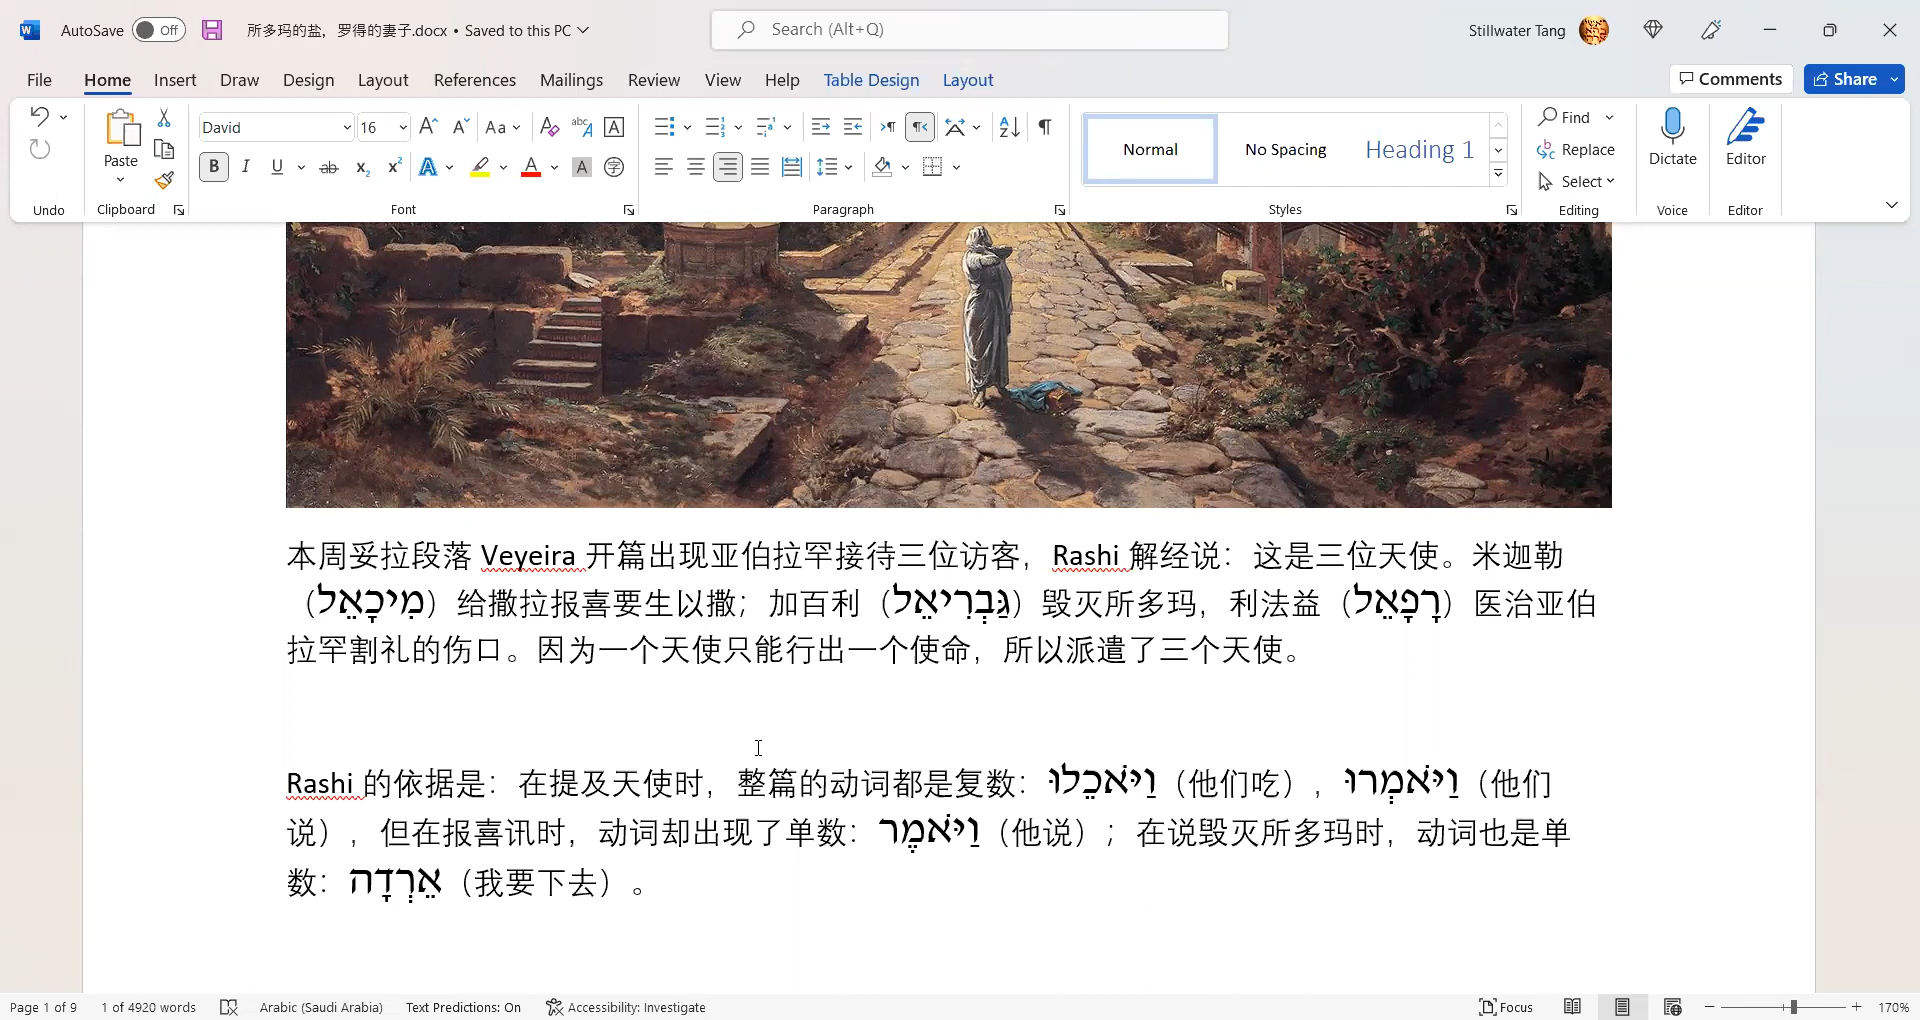 AutoSave Off 所多玛的盐，罗得的妻子.docx • Saved to this PC Search (Alt+Q) Stillwater Tang
File Home Insert Draw Design Layout References Mailings Review View Help Table Design Layout Comments Share
David 16 Find
Paste Normal No Spacing Heading 1 Replace Dictate Editor
Select
Undo Clipboard Font Paragraph Styles Editing Voice Editor
本周妥拉段落 Veyeira 开篇出现亚伯拉罕接待三位访客，Rashi 解经说：这是三位天使。米迦勒
（מִיכָאֵל）给撒拉报喜要生以撒；加百利（גַּבְרִיאֵל）毁灭所多玛，利法益（רָפָאֵל）医治亚伯
拉罕割礼的伤口。因为一个天使只能行出一个使命，所以派遣了三个天使。
Rashi 的依据是：在提及天使时，整篇的动词都是复数：וַיֹּאכֵלוּ（他们吃），וַיֹּאמְרוּ（他们
说），但在报喜讯时，动词却出现了单数：וַיֹּאמֶר（他说）；在说毁灭所多玛时，动词也是单
数：אֵרְדָה（我要下去）。
Page 1 of 9 1 of 4920 words Arabic (Saudi Arabia) Text Predictions: On Accessibility: Investigate Focus 170%